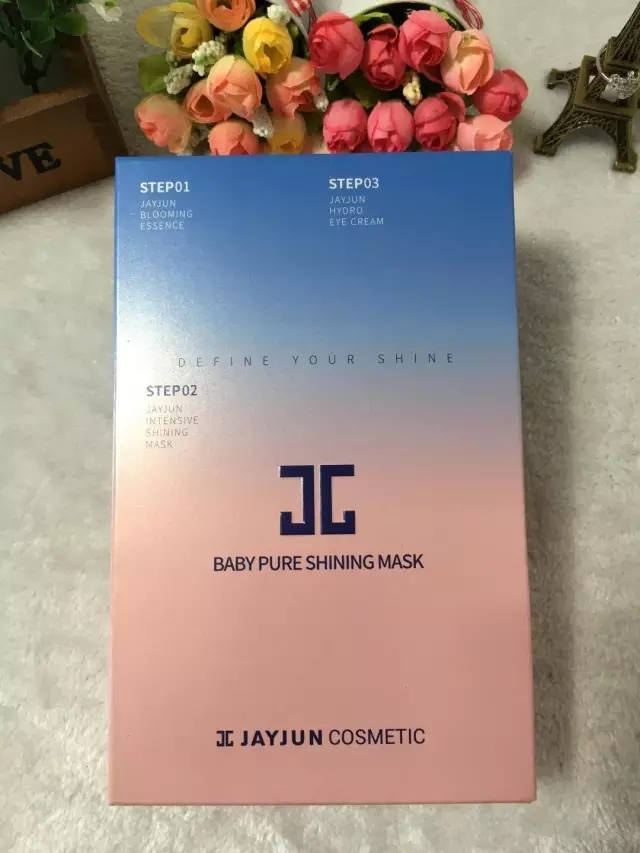 VE
STEP01
JAYJUN
BLOOMING
ESSENCE
STEP03
JAYJUN
HYDRO
EYE CREAM
DEFINE YOUR SHINE
STEP02
JAYJUN
INTENSIVE
SHINING
MASK
BABY PURE SHINING MASK
JAYJUN COSMETIC